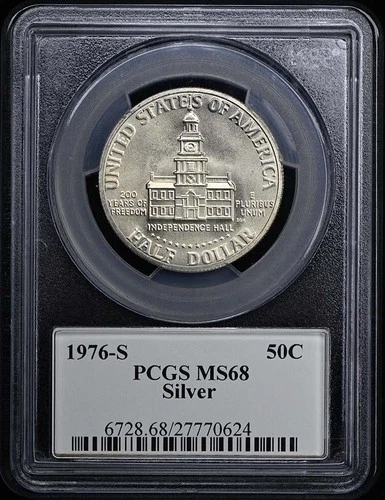 UNITED STATES OF AMERICA
200
YEARS OF
FREEDOM
E
PLURIBUS
UNUM
INDEPENDENCE HALL
HALF DOLLAR
1976-S 50C
PCGS MS68
Silver
6728.68/27770624